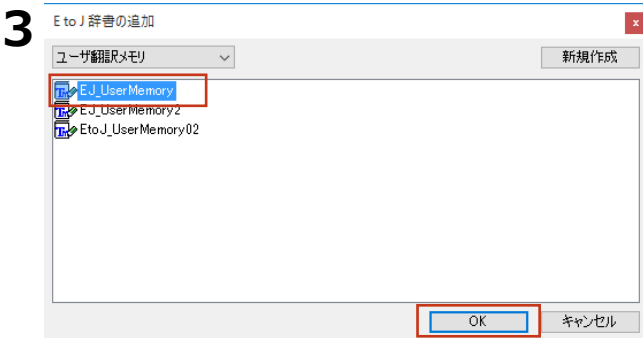 3
E to J 辞書の追加
x
ユーザ翻訳メモリ
新規作成
EJ_UserMemory
EJ_UserMemory2
EtoJ_UserMemory02
OK
キャンセル